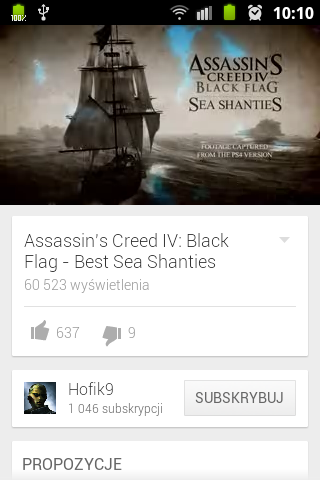 100%
10:10
ASSASSIN'S
CREED IV
BLACK FLAG
SEA SHANTIES
FOOTAGE CAPTURED
FROM THE PS4 VERSION
Assassin's Creed IV: Black
Flag - Best Sea Shanties
60 523 wyświetlenia
637 9
Hofik9
1 046 subskrypcji
SUBSKRYBUJ
PROPOZYCJE